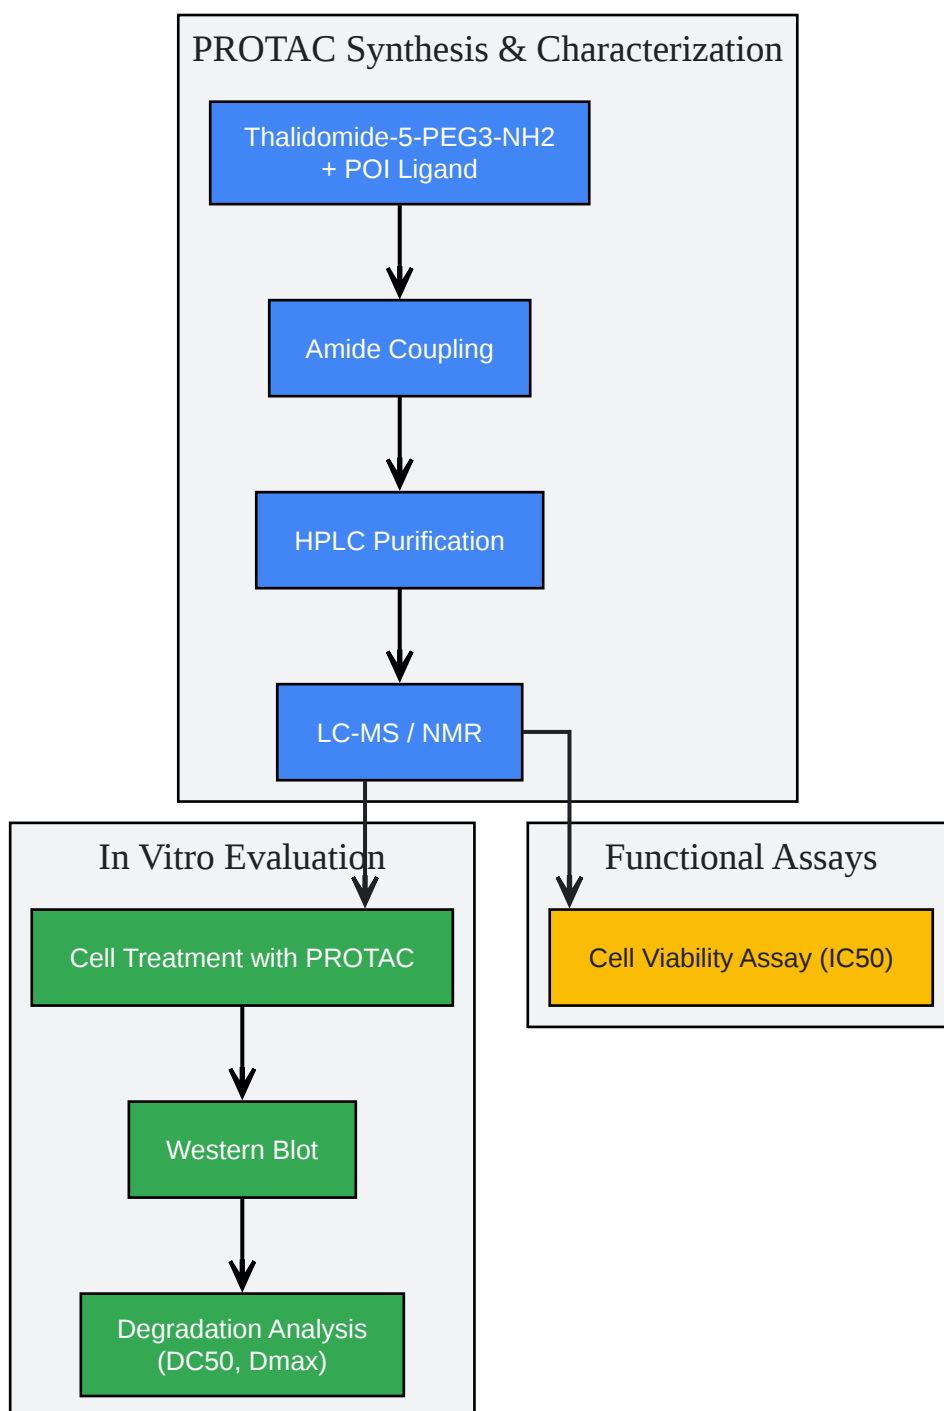 PROTAC Synthesis & Characterization
Thalidomide-5-PEG3-NH2
+ POI Ligand
Amide Coupling
HPLC Purification
LC-MS / NMR
In Vitro Evaluation
Cell Treatment with PROTAC
Western Blot
Degradation Analysis
(DC50, Dmax)
Functional Assays
Cell Viability Assay (IC50)